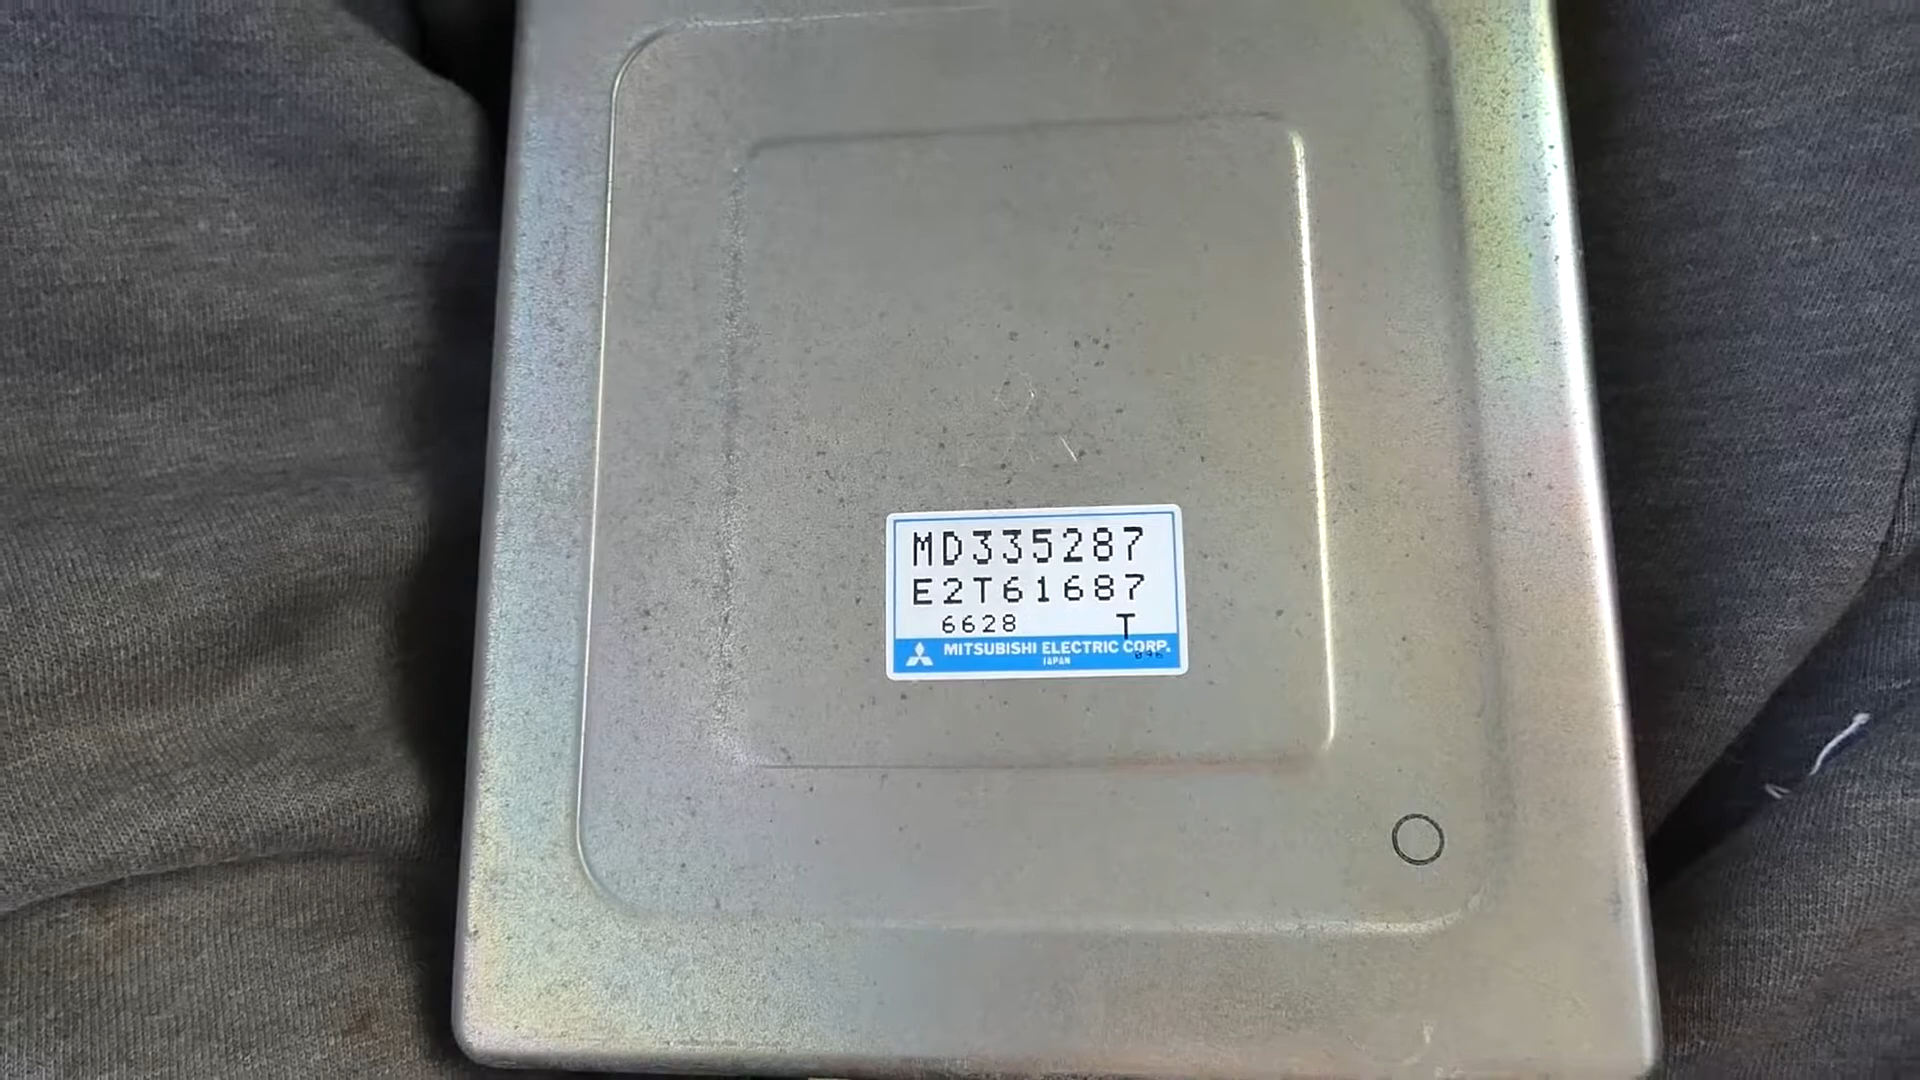 MD335287
E2T61687
6628 T
MITSUBISHI ELECTRIC CORP.
JAPAN